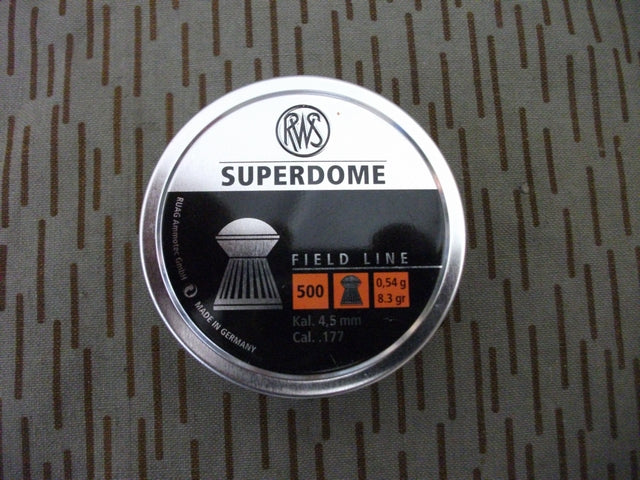 RWS
SUPERDOME
FIELD LINE
500
0,54 g
8.3 gr
Kal. 4,5 mm
Cal. .177
RUAG Ammotec GmbH
MADE IN GERMANY